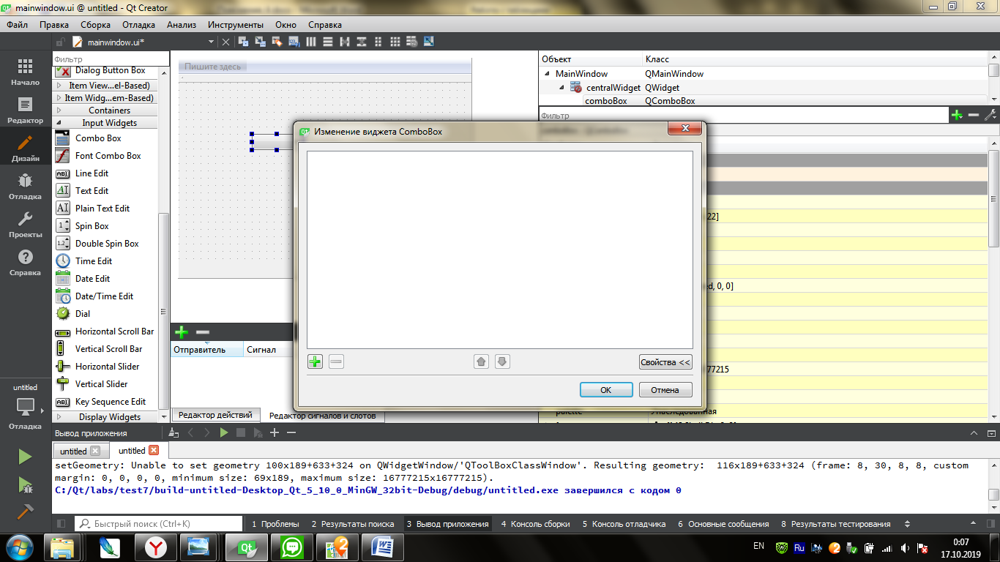 mainwindow.ui @ untitled - Qt Creator
Файл Правка Сборка Отладка Анализ Инструменты Окно Справка
mainwindow.ui*
Фильтр
Dialog Button Box
Item View...el-Based)
Item Widg...em-Based)
Containers
Input Widgets
Combo Box
Font Combo Box
Line Edit
Text Edit
Plain Text Edit
Spin Box
Double Spin Box
Time Edit
Date Edit
Date/Time Edit
Dial
Horizontal Scroll Bar
Vertical Scroll Bar
Horizontal Slider
Vertical Slider
Key Sequence Edit
Display Widgets
Начало
Редактор
Дизайн
Отладка
Проекты
Справка
untitled
Отладка
Пишите здесь
Объект Класс
MainWindow QMainWindow
centralWidget QWidget
comboBox QComboBox
Фильтр
Изменение виджета ComboBox
Свойства <<
OK Отмена
22]
ed, 0, 0]
77215
palette Унаследованная
Отправитель Сигнал
Редактор действий Редактор сигналов и слотов
Вывод приложения
untitled untitled
setGeometry: Unable to set geometry 100x189+633+324 on QWidgetWindow/'QToolBoxClassWindow'. Resulting geometry: 116x189+633+324 (frame: 8, 30, 8, 8, custom
margin: 0, 0, 0, 0, minimum size: 69x189, maximum size: 16777215x16777215).
C:/Qt/labs/test7/build-untitled-Desktop_Qt_5_10_0_MinGW_32bit-Debug/debug/untitled.exe завершился с кодом 0
Быстрый поиск (Ctrl+K) 1 Проблемы 2 Результаты поиска 3 Вывод приложения 4 Консоль сборки 5 Консоль отладчика 6 Основные сообщения 8 Результаты тестирования
EN Ru 0:07
17.10.2019